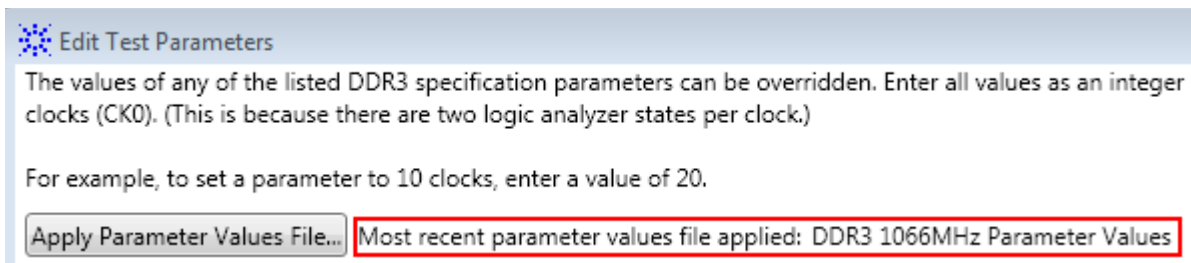 Edit Test Parameters
The values of any of the listed DDR3 specification parameters can be overridden. Enter all values as an integer
clocks (CK0). (This is because there are two logic analyzer states per clock.)
For example, to set a parameter to 10 clocks, enter a value of 20.
Apply Parameter Values File... Most recent parameter values file applied: DDR3 1066MHz Parameter Values